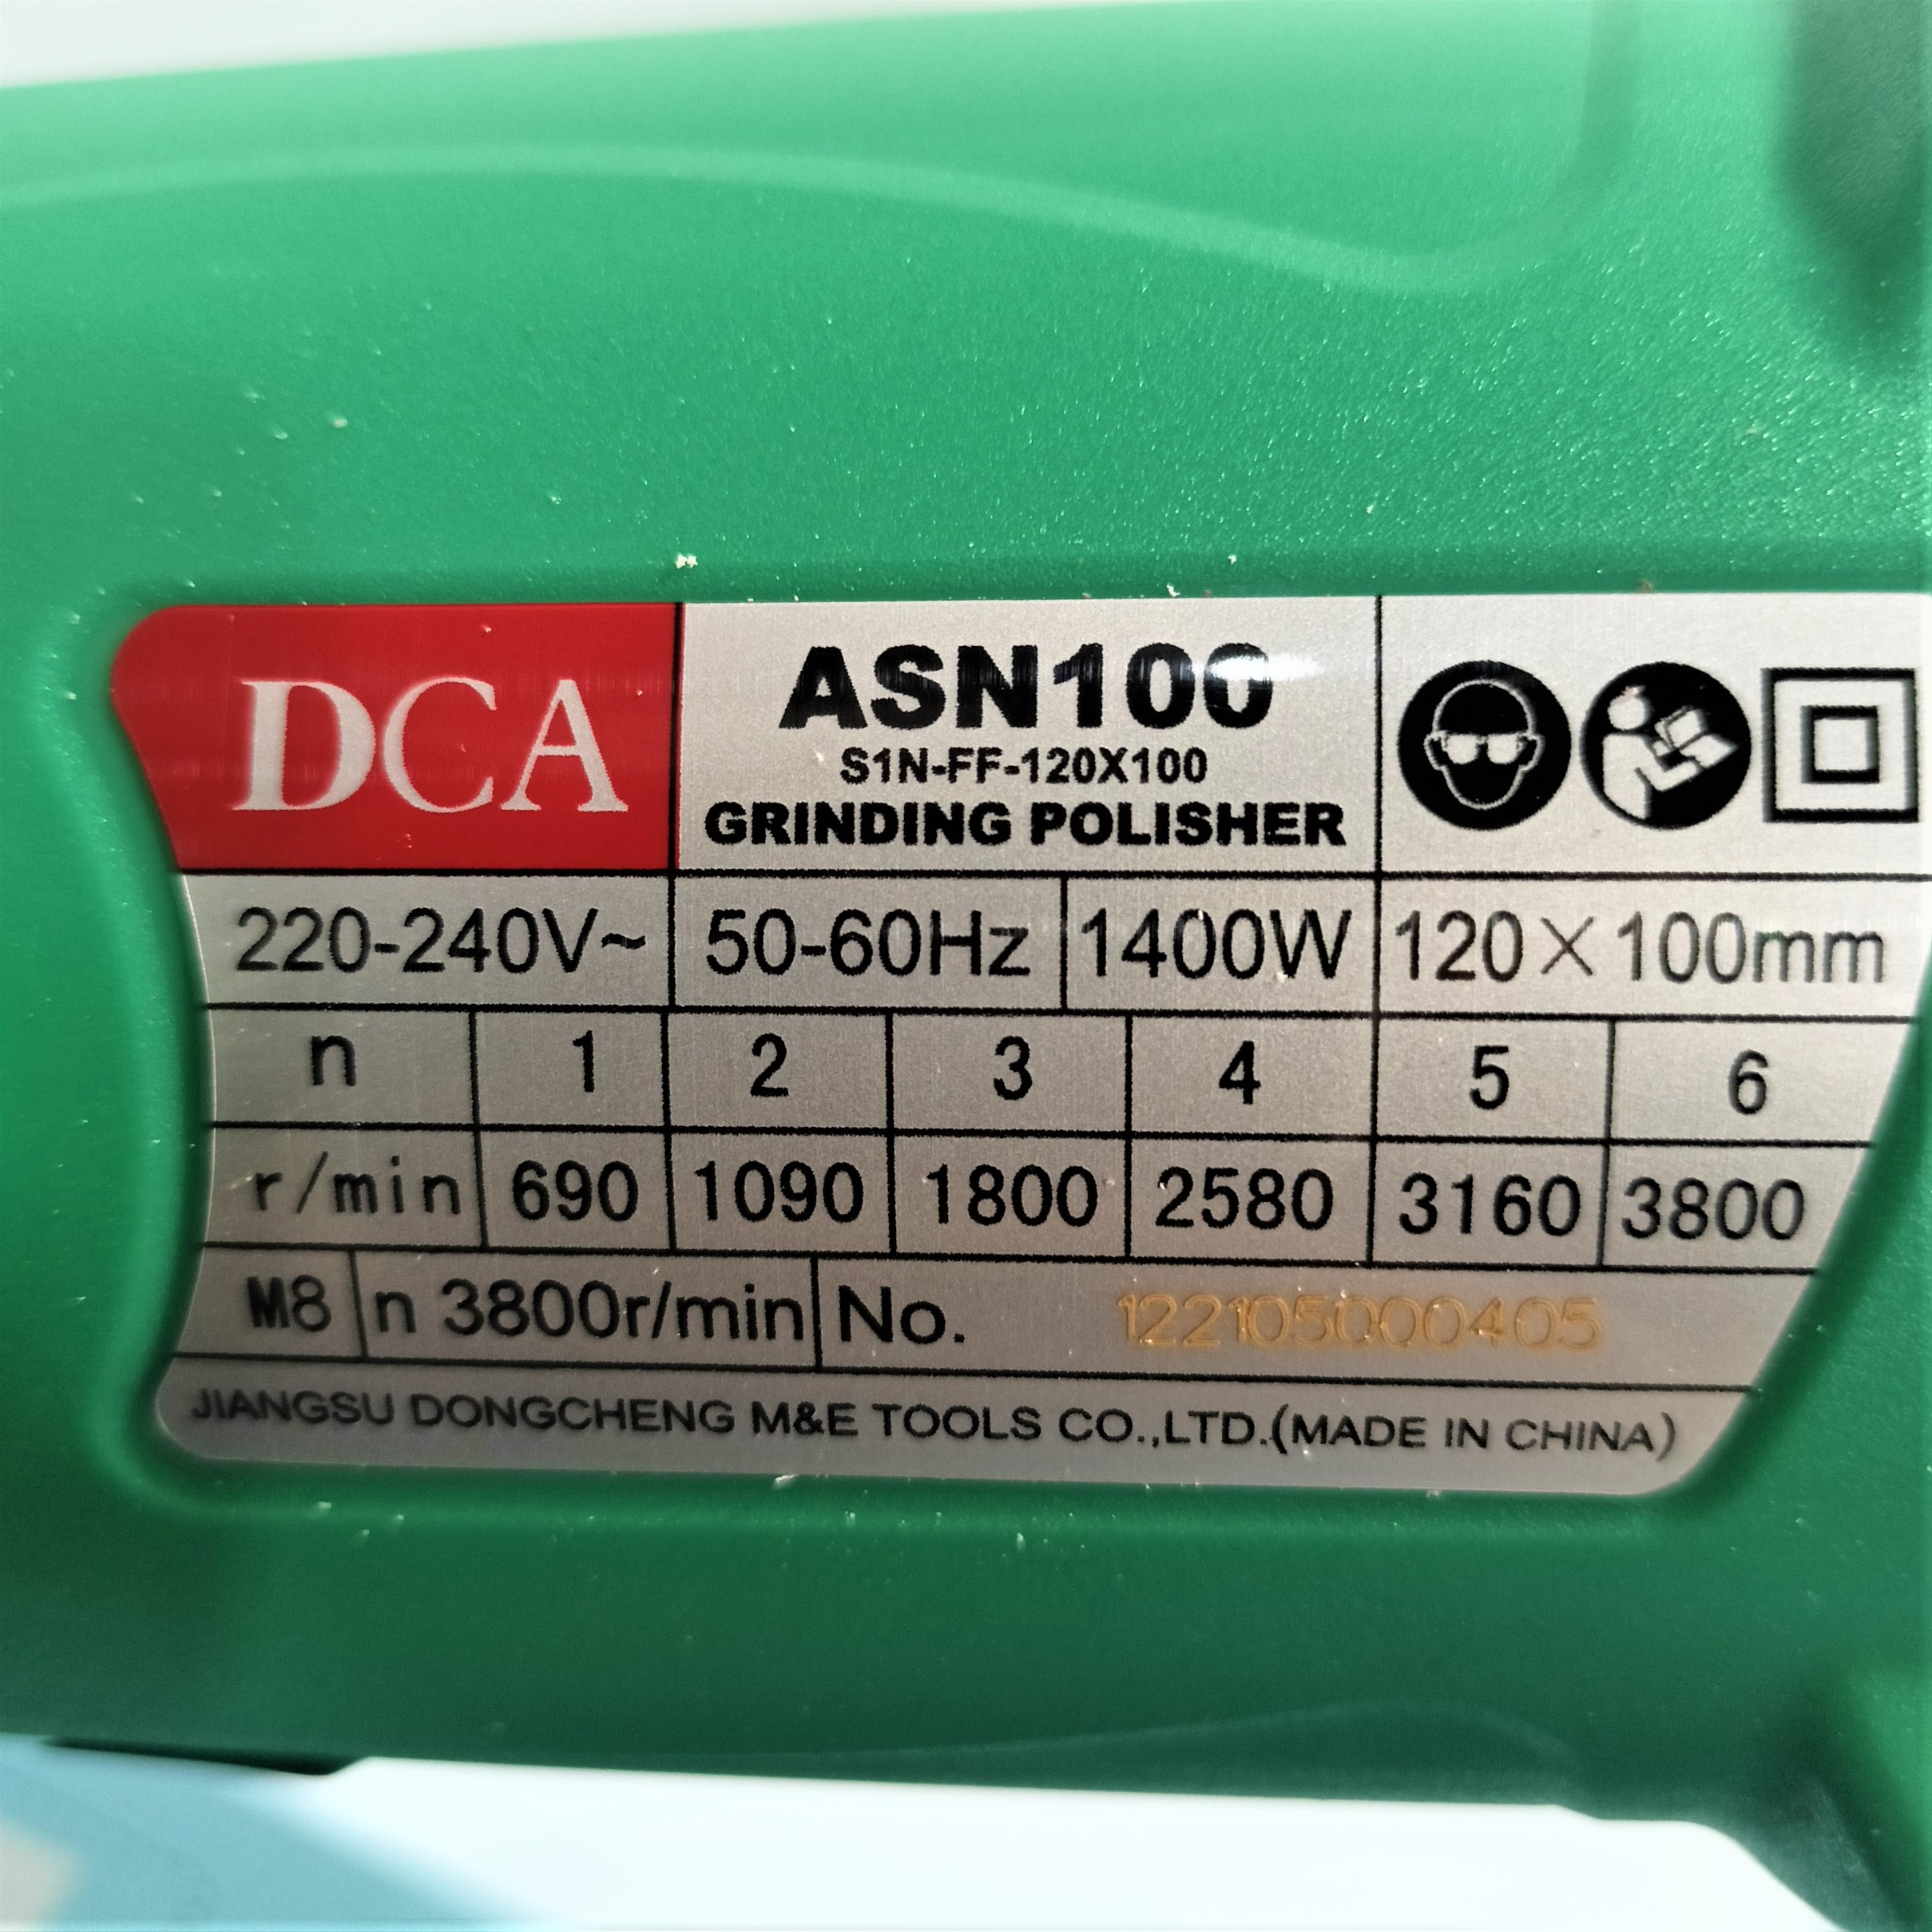 DCA
ASN100
S1N-FF-120X100
GRINDING POLISHER
220-240V~ 50-60Hz 1400W 120×100mm
n 1 2 3 4 5 6
r/min 690 1090 1800 2580 3160 3800
M8 n 3800r/min No. 122105000405
JIANGSU DONGCHENG M&E TOOLS CO.,LTD.(MADE IN CHINA)